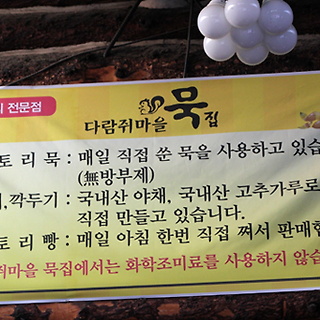 전문점
다람쥐마을 묵집
토 리 묵 : 매일 직접 쑨 묵을 사용하고 있습
(無방부제)
깍두기 : 국내산 야채, 국내산 고추가루로
직접 만들고 있습니다.
토 리 빵 : 매일 아침 한번 직접 쪄서 판매합
쥐마을 묵집에서는 화학조미료를 사용하지 않습